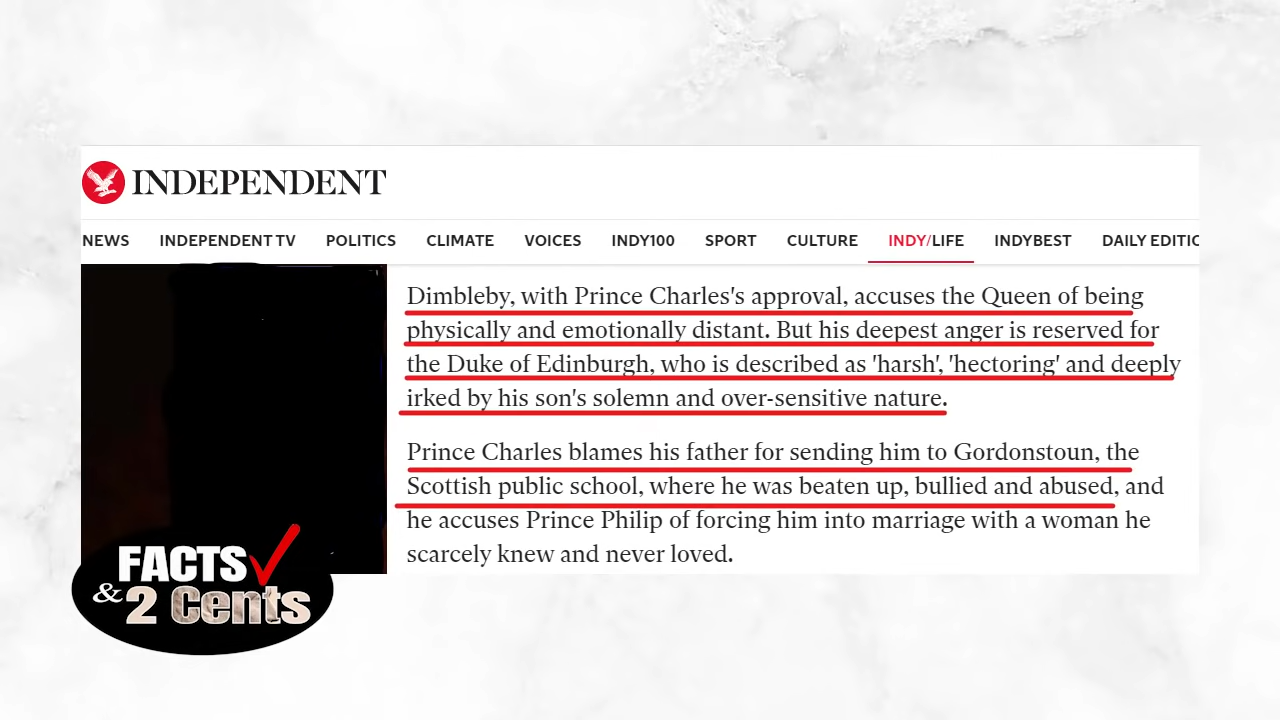 INDEPENDENT
NEWS INDEPENDENT TV POLITICS CLIMATE VOICES INDY100 SPORT CULTURE INDY/LIFE INDYBEST DAILY EDITIO
Dimbleby, with Prince Charles's approval, accuses the Queen of being
physically and emotionally distant. But his deepest anger is reserved for
the Duke of Edinburgh, who is described as 'harsh', 'hectoring' and deeply
irked by his son's solemn and over-sensitive nature.
Prince Charles blames his father for sending him to Gordonstoun, the
Scottish public school, where he was beaten up, bullied and abused, and
he accuses Prince Philip of forcing him into marriage with a woman he
scarcely knew and never loved.
FACTS
& 2 Cents